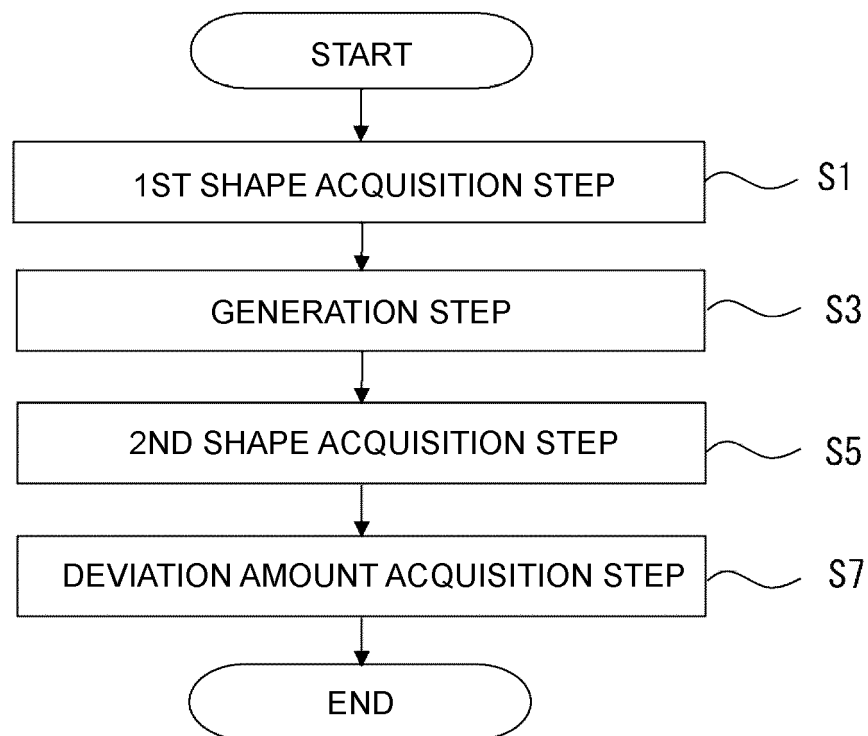 START
1ST SHAPE ACQUISITION STEP S1
GENERATION STEP S3
2ND SHAPE ACQUISITION STEP S5
DEVIATION AMOUNT ACQUISITION STEP S7
END